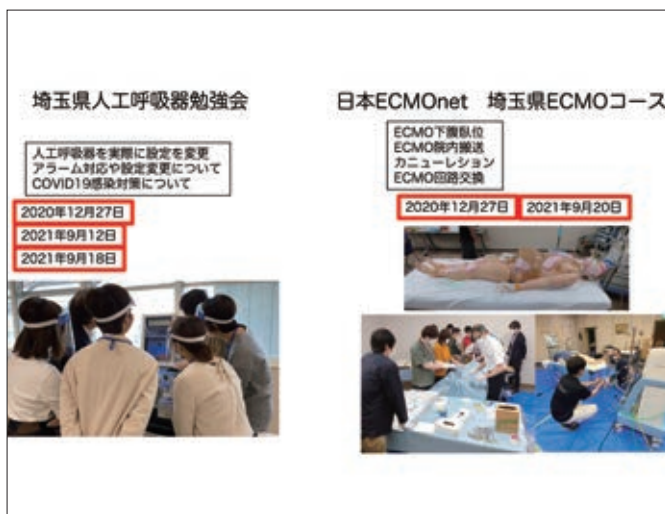 埼玉県人工呼吸器勉強会
人工呼吸器を実際に設定を変更
アラーム対応や設定変更について
COVID19感染対策について
2020年12月27日
2021年9月12日
2021年9月18日
日本ECMOnet 埼玉県ECMOコース
ECMO下腹臥位
ECMO院内搬送
カニューレション
ECMO回路交換
2020年12月27日 2021年9月20日